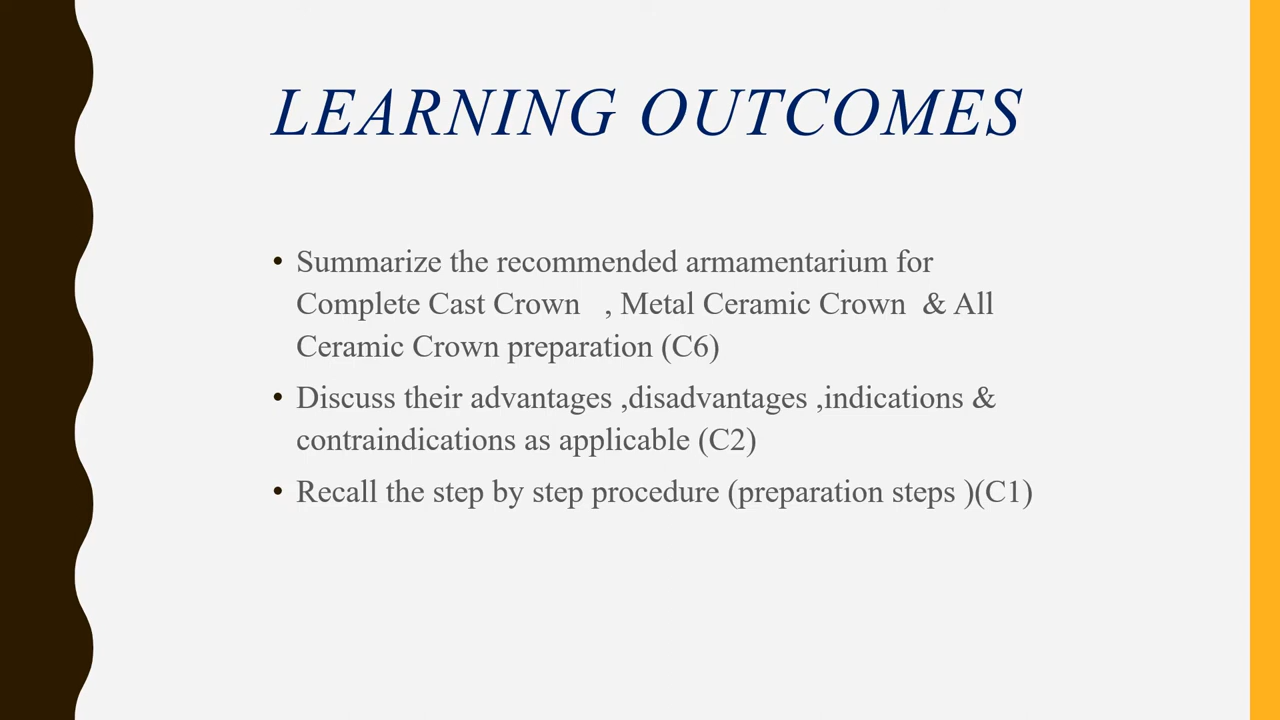 LEARNING OUTCOMES
• Summarize the recommended armamentarium for
Complete Cast Crown   , Metal Ceramic Crown  & All
Ceramic Crown preparation (C6)
• Discuss their advantages ,disadvantages ,indications &
contraindications as applicable (C2)
• Recall the step by step procedure (preparation steps )(C1)